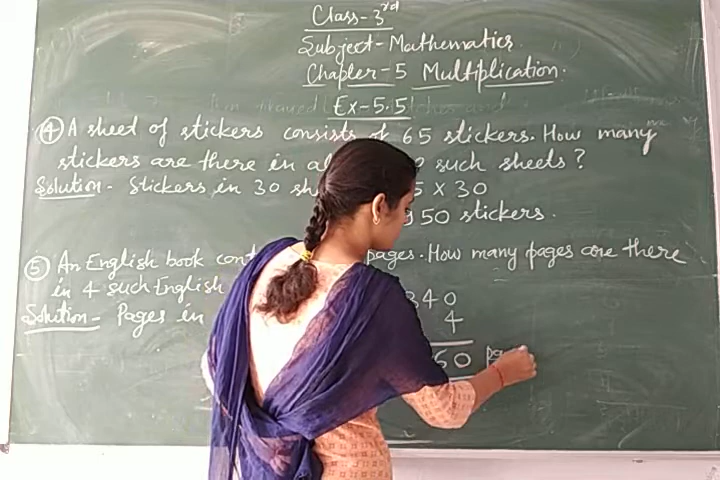 Class-3rd
Subject-Mathematics
Chapter-5 Multiplication.
Ex-5.5
④ A sheet of stickers consists of 65 stickers. How many
stickers are there in such sheets?
Solution - Stickers in 30 5 x 30
950 stickers.
⑤ An English book pages. How many pages are there
in 4 such English
Solution - Pages in 340
4
60